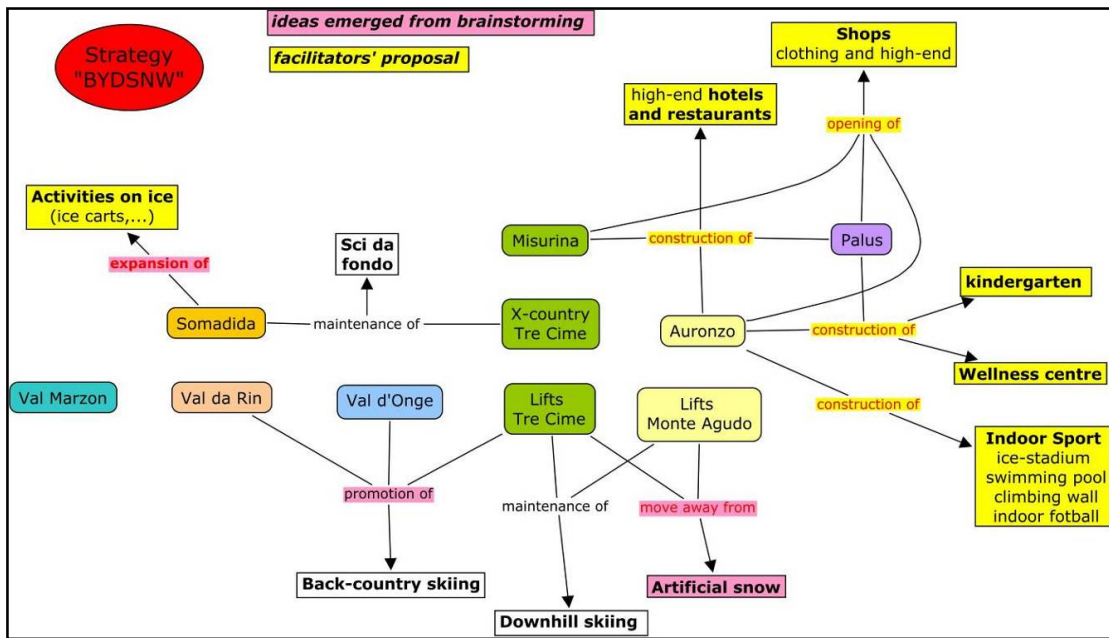 Strategy
"BYDSNW"
ideas emerged from brainstorming
facilitators' proposal
Shops
clothing and high-end
high-end hotels
and restaurants
opening of
Activities on ice
(ice carts,...)
expansion of
Sci da
fondo
Misurina
construction of
Palus
kindergarten
Somadida
maintenance of
X-country
Tre Cime
Auronzo
construction of
Wellness centre
Val Marzon
Val da Rin
Val d'Onge
Lifts
Tre Cime
Lifts
Monte Agudo
construction of
Indoor Sport
ice-stadium
swimming pool
climbing wall
indoor fotball
promotion of
maintenance of
move away from
Back-country skiing
Artificial snow
Downhill skiing